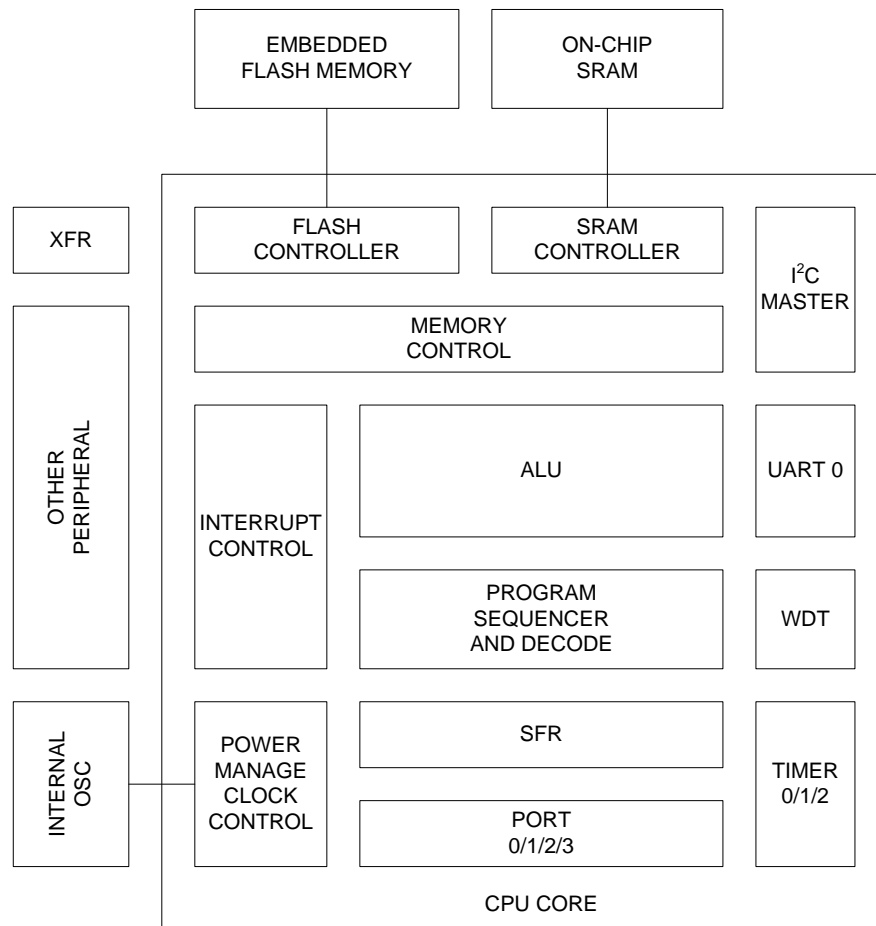 EMBEDDED
FLASH MEMORY
ON-CHIP
SRAM
XFR
FLASH
CONTROLLER
SRAM
CONTROLLER
I²C
MASTER
MEMORY
CONTROL
OTHER
PERIPHERAL
INTERRUPT
CONTROL
ALU
UART 0
PROGRAM
SEQUENCER
AND DECODE
WDT
INTERNAL
OSC
POWER
MANAGE
CLOCK
CONTROL
SFR
TIMER
0/1/2
PORT
0/1/2/3
CPU CORE